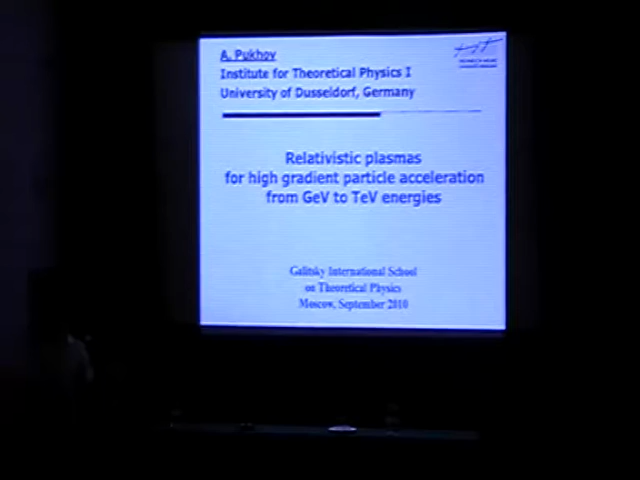 A. Pukhov
Institute for Theoretical Physics I
University of Dusseldorf, Germany
Relativistic plasmas
for high gradient particle acceleration
from GeV to TeV energies
Galitsky International School
on Theoretical Physics
Moscow, September 2010